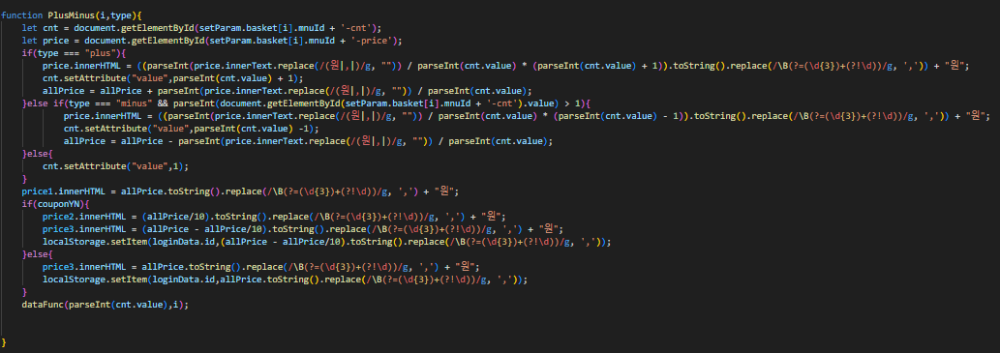 function PlusMinus(i,type){
let cnt = document.getElementById(setParam.basket[i].mnuId + '-cnt');
let price = document.getElementById(setParam.basket[i].mnuId + '-price');
if(type === "plus"){
price.innerHTML = ((parseInt(price.innerText.replace(/(원|,|)/g, "")) / parseInt(cnt.value) * (parseInt(cnt.value) + 1)).toString().replace(/\B(?=(\d{3})+(?!\d))/g, ',')) + "원";
cnt.setAttribute("value",parseInt(cnt.value) + 1);
allPrice = allPrice + parseInt(price.innerText.replace(/(원|,|)/g, "")) / parseInt(cnt.value);
}else if(type === "minus" && parseInt(document.getElementById(setParam.basket[i].mnuId + '-cnt').value) > 1){
price.innerHTML = ((parseInt(price.innerText.replace(/(원|,|)/g, "")) / parseInt(cnt.value) * (parseInt(cnt.value) - 1)).toString().replace(/\B(?=(\d{3})+(?!\d))/g, ',')) + "원";
cnt.setAttribute("value",parseInt(cnt.value) -1);
allPrice = allPrice - parseInt(price.innerText.replace(/(원|,|)/g, "")) / parseInt(cnt.value);
}else{
cnt.setAttribute("value",1);
}
price1.innerHTML = allPrice.toString().replace(/\B(?=(\d{3})+(?!\d))/g, ',') + "원";
if(couponYN){
price2.innerHTML = (allPrice/10).toString().replace(/\B(?=(\d{3})+(?!\d))/g, ',') + "원";
price3.innerHTML = (allPrice - allPrice/10).toString().replace(/\B(?=(\d{3})+(?!\d))/g, ',') + "원";
localStorage.setItem(loginData.id,(allPrice - allPrice/10).toString().replace(/\B(?=(\d{3})+(?!\d))/g, ','));
}else{
price3.innerHTML = allPrice.toString().replace(/\B(?=(\d{3})+(?!\d))/g, ',') + "원";
localStorage.setItem(loginData.id,allPrice.toString().replace(/\B(?=(\d{3})+(?!\d))/g, ','));
}
dataFunc(parseInt(cnt.value),i);
}